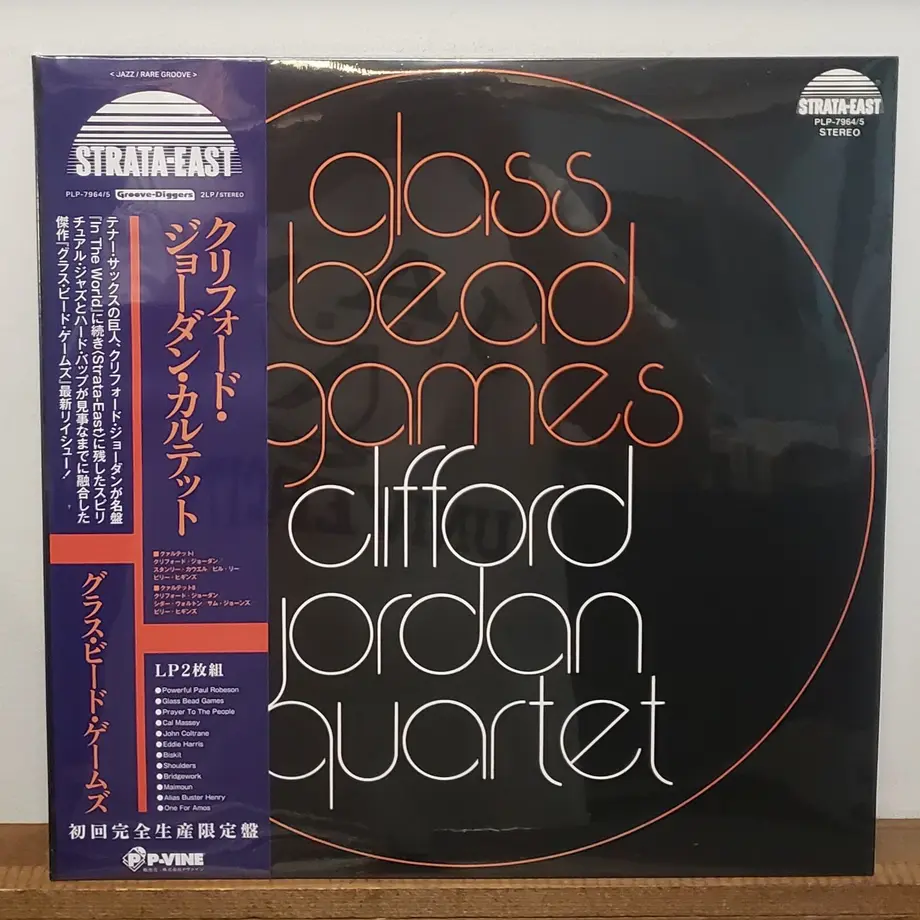 < JAZZ / RARE GROOVE >
STRATA-EAST
PLP-7964/5 Groove-Diggers 2LP/STEREO
クリフォード・
ジョーダン・カルテット
テナー・サックスの巨人、クリフォード・ジョーダンが名盤
『In The World』に続き〈Strata-East〉に残したスピリ
チュアル・ジャズとハード・バップが見事なまでに融合した
傑作『グラス・ビード・ゲームズ』最新リイシュー！
■クァルテットI
クリフォード・ジョーダン
スタンリー・カウエル/ビル・リー
ビリー・ヒギンズ
■クァルテットII
クリフォード・ジョーダン
シダー・ウォルトン/サム・ジョーンズ
ビリー・ヒギンズ
グラス・ビード・ゲームズ
LP2枚組
●Powerful Paul Robeson
●Glass Bead Games
●Prayer To The People
●Cal Massey
●John Coltrane
●Eddie Harris
●Biskit
●Shoulders
●Bridgework
●Maimoun
●Alias Buster Henry
●One For Amos
初回完全生産限定盤
P-VINE
glass
bead
games
clifford
jordan
quartet
STRATA-EAST
PLP-7964/5
STEREO